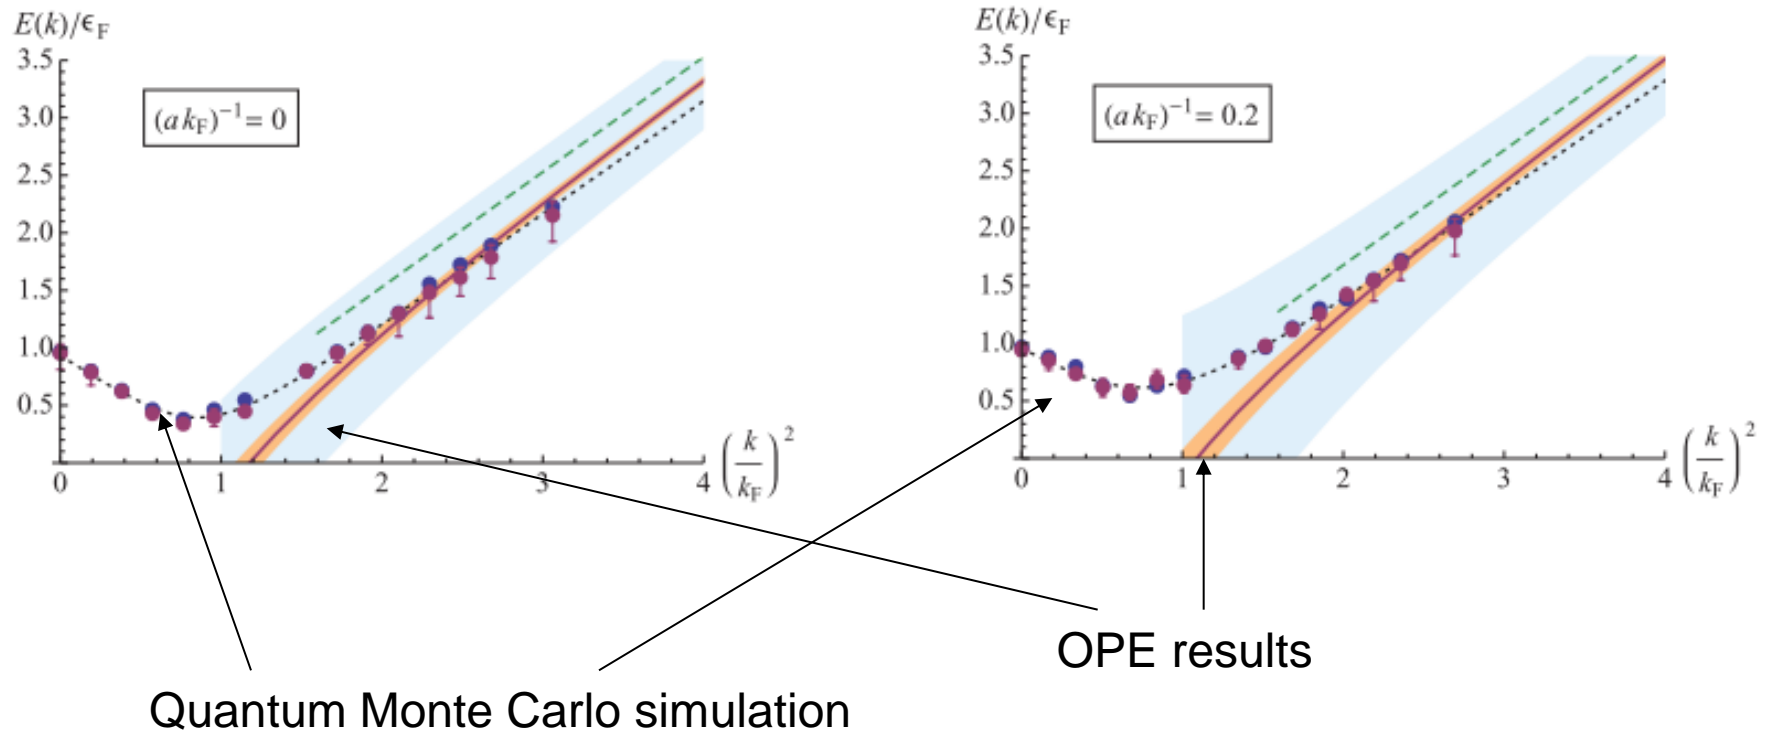 E(k)/ϵF
3.5
3.0
2.5
2.0
1.5
1.0
0.5
(a kF)⁻¹ = 0
0 1 2 3 4
(k/kF)²
E(k)/ϵF
3.5
3.0
2.5
2.0
1.5
1.0
0.5
(a kF)⁻¹ = 0.2
0 1 2 3 4
(k/kF)²
OPE results
Quantum Monte Carlo simulation